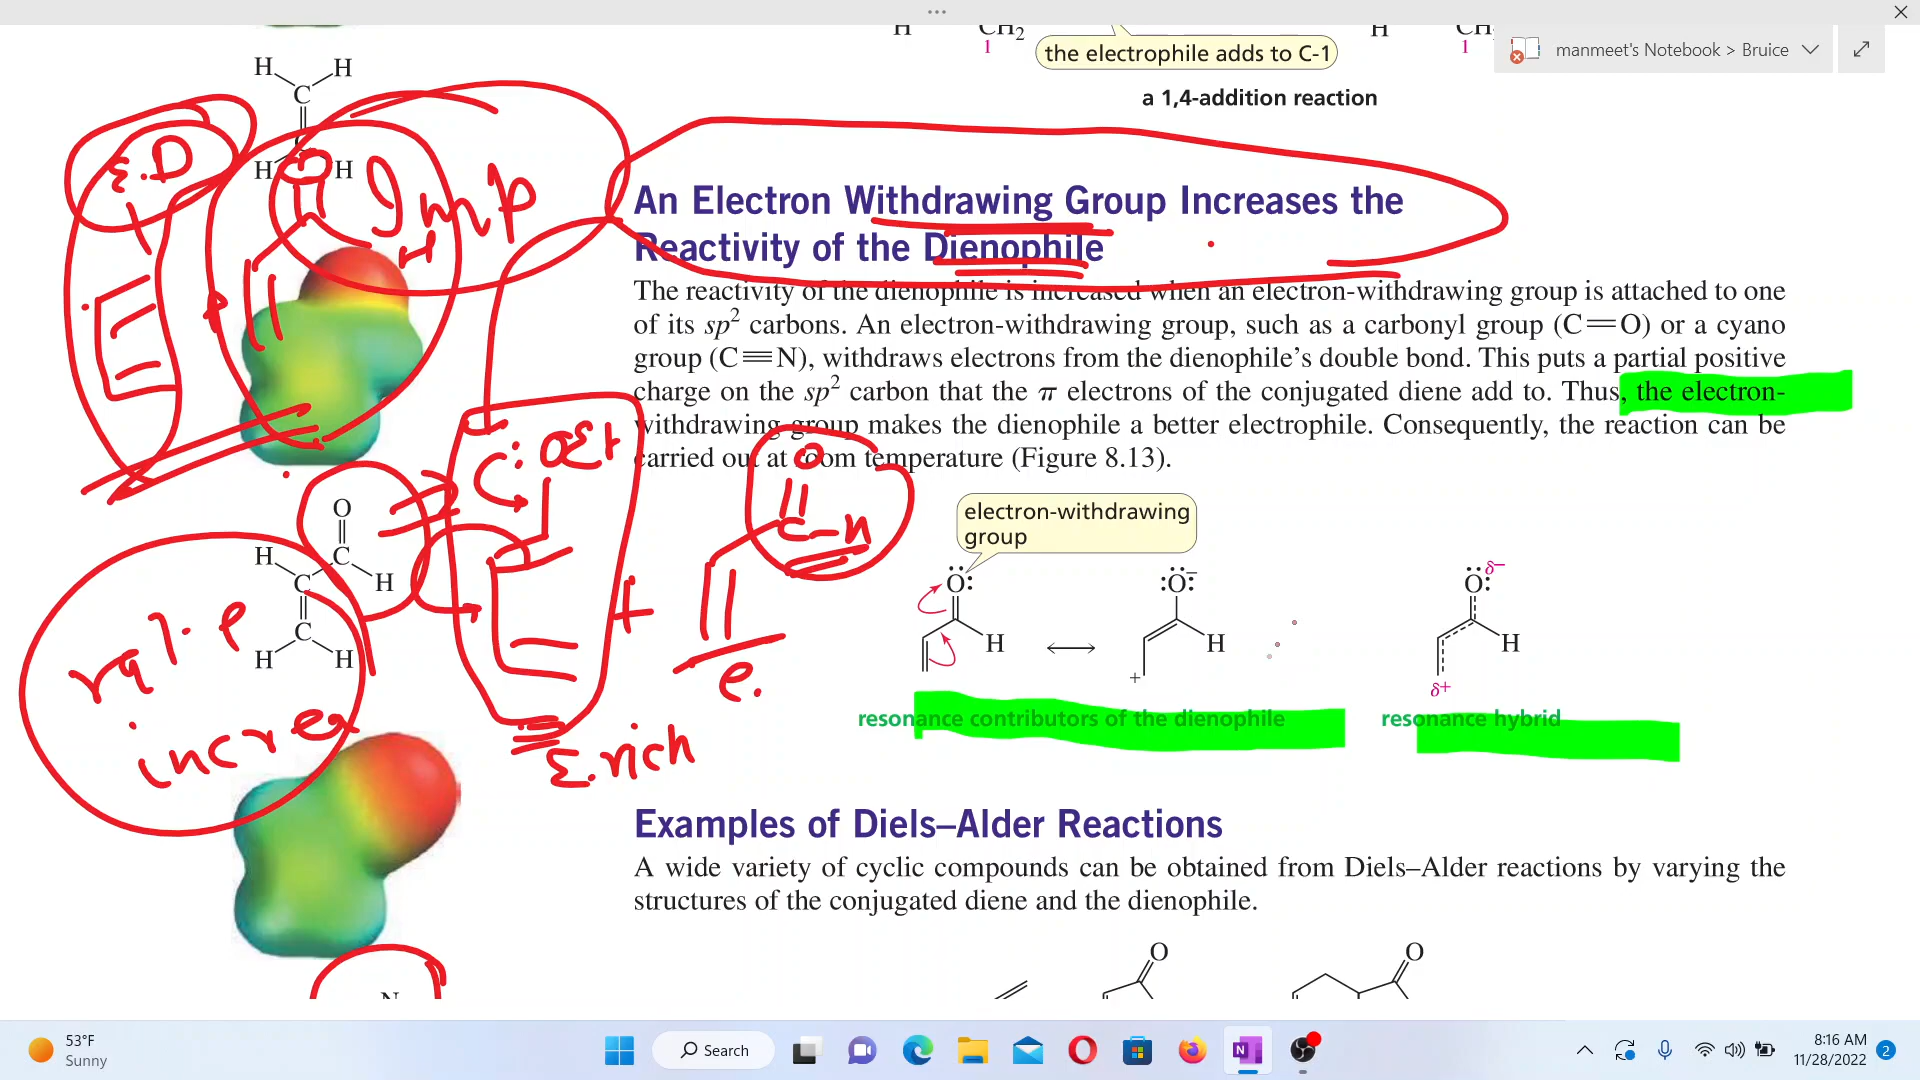 the electrophile adds to C-1
manmeet's Notebook > Bruice
a 1,4-addition reaction
H CH2 H
1 1
H H
C
H H
Σ.D
Imp
An Electron Withdrawing Group Increases the
Reactivity of the Dienophile
The reactivity of the dienophile is increased when an electron-withdrawing group is attached to one
of its sp2 carbons. An electron-withdrawing group, such as a carbonyl group (C=O) or a cyano
group (C≡N), withdraws electrons from the dienophile's double bond. This puts a partial positive
charge on the sp2 carbon that the π electrons of the conjugated diene add to. Thus, the electron-
withdrawing group makes the dienophile a better electrophile. Consequently, the reaction can be
carried out at room temperature (Figure 8.13).
O
C-H
O
H C
C H
C
H H
+
e.
Σ.rich
electron-withdrawing
group
:O:
H
:O:−
H
+
:O: δ−
H
δ+
resonance contributors of the dienophile resonance hybrid
Examples of Diels–Alder Reactions
A wide variety of cyclic compounds can be obtained from Diels–Alder reactions by varying the
structures of the conjugated diene and the dienophile.
O O
53°F
Sunny
Search
8:16 AM
11/28/2022
2